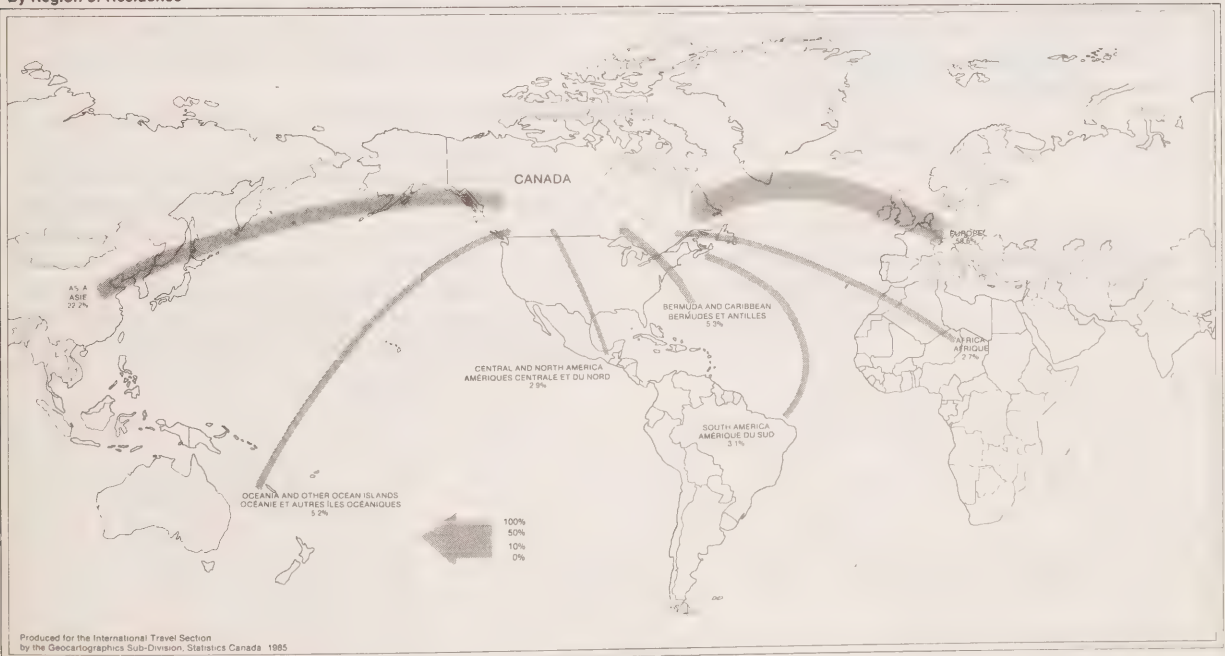 By Region of Residence
CANADA
ASIA
ASIE
22.2%
EUROPE
58.6%
BERMUDA AND CARIBBEAN
BERMUDES ET ANTILLES
5.3%
AFRICA
AFRIQUE
2.7%
CENTRAL AND NORTH AMERICA
AMÉRIQUES CENTRALE ET DU NORD
2.9%
SOUTH AMERICA
AMÉRIQUE DU SUD
3.1%
OCEANIA AND OTHER OCEAN ISLANDS
OCÉANIE ET AUTRES ÎLES OCÉANIQUES
5.2%
100%
50%
10%
0%
Produced for the International Travel Section
by the Geocartographics Sub-Division, Statistics Canada 1985